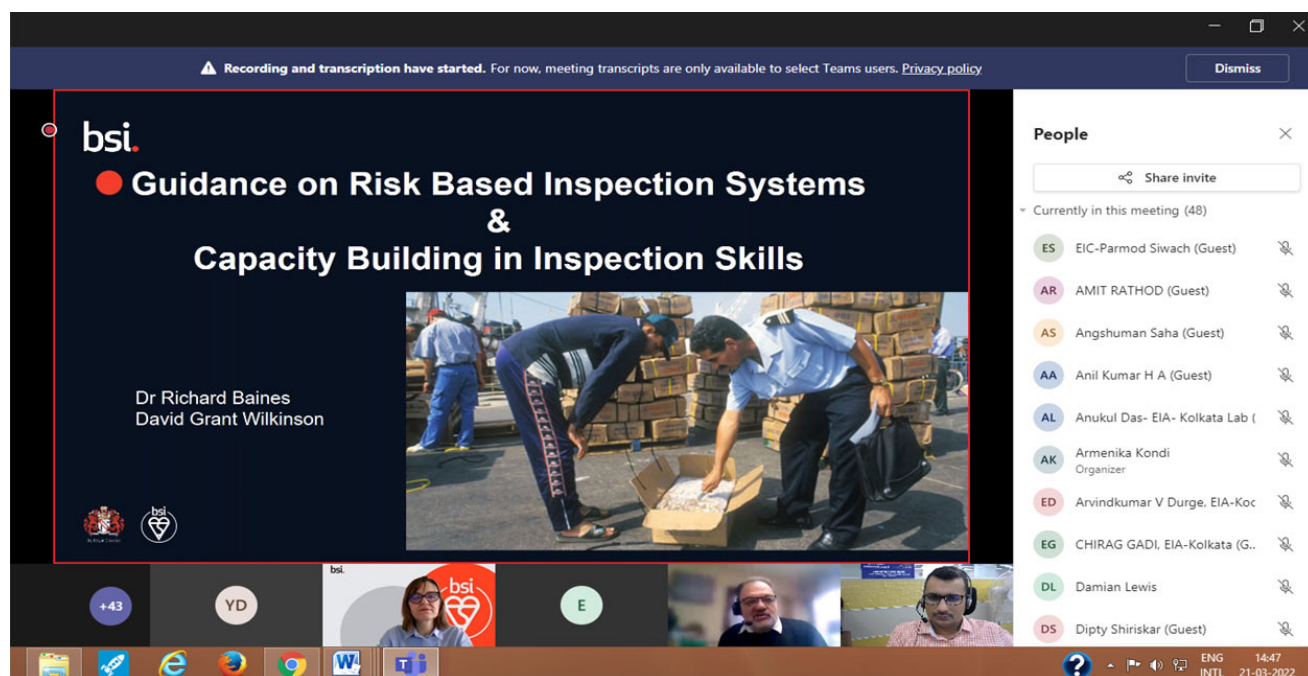 Recording and transcription have started. For now, meeting transcripts are only available to select Teams users. Privacy policy
Dismiss
bsi.
Guidance on Risk Based Inspection Systems
&
Capacity Building in Inspection Skills
Dr Richard Baines
David Grant Wilkinson
bsi
People
Share invite
Currently in this meeting (48)
ES EIC-Parmod Siwach (Guest)
AR AMIT RATHOD (Guest)
AS Angshuman Saha (Guest)
AA Anil Kumar H A (Guest)
AL Anukul Das- EIA- Kolkata Lab (
AK Armenika Kondi
Organizer
ED Arvindkumar V Durge, EIA-Koc
EG CHIRAG GADI, EIA-Kolkata (G..
DL Damian Lewis
DS Dipty Shiriskar (Guest)
+43
YD
bsi.
bsi
E
W
T
?
ENG
INTL
14:47
21-03-2022